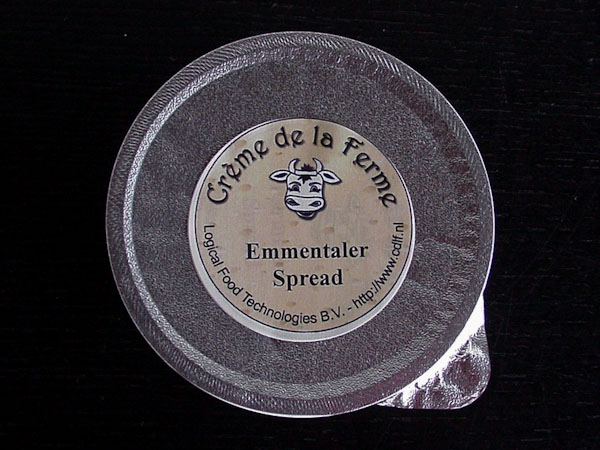 Crème de la Ferme
Emmentaler
Spread
Logical Food Technologies B.V. - http://www.cdlf.nl